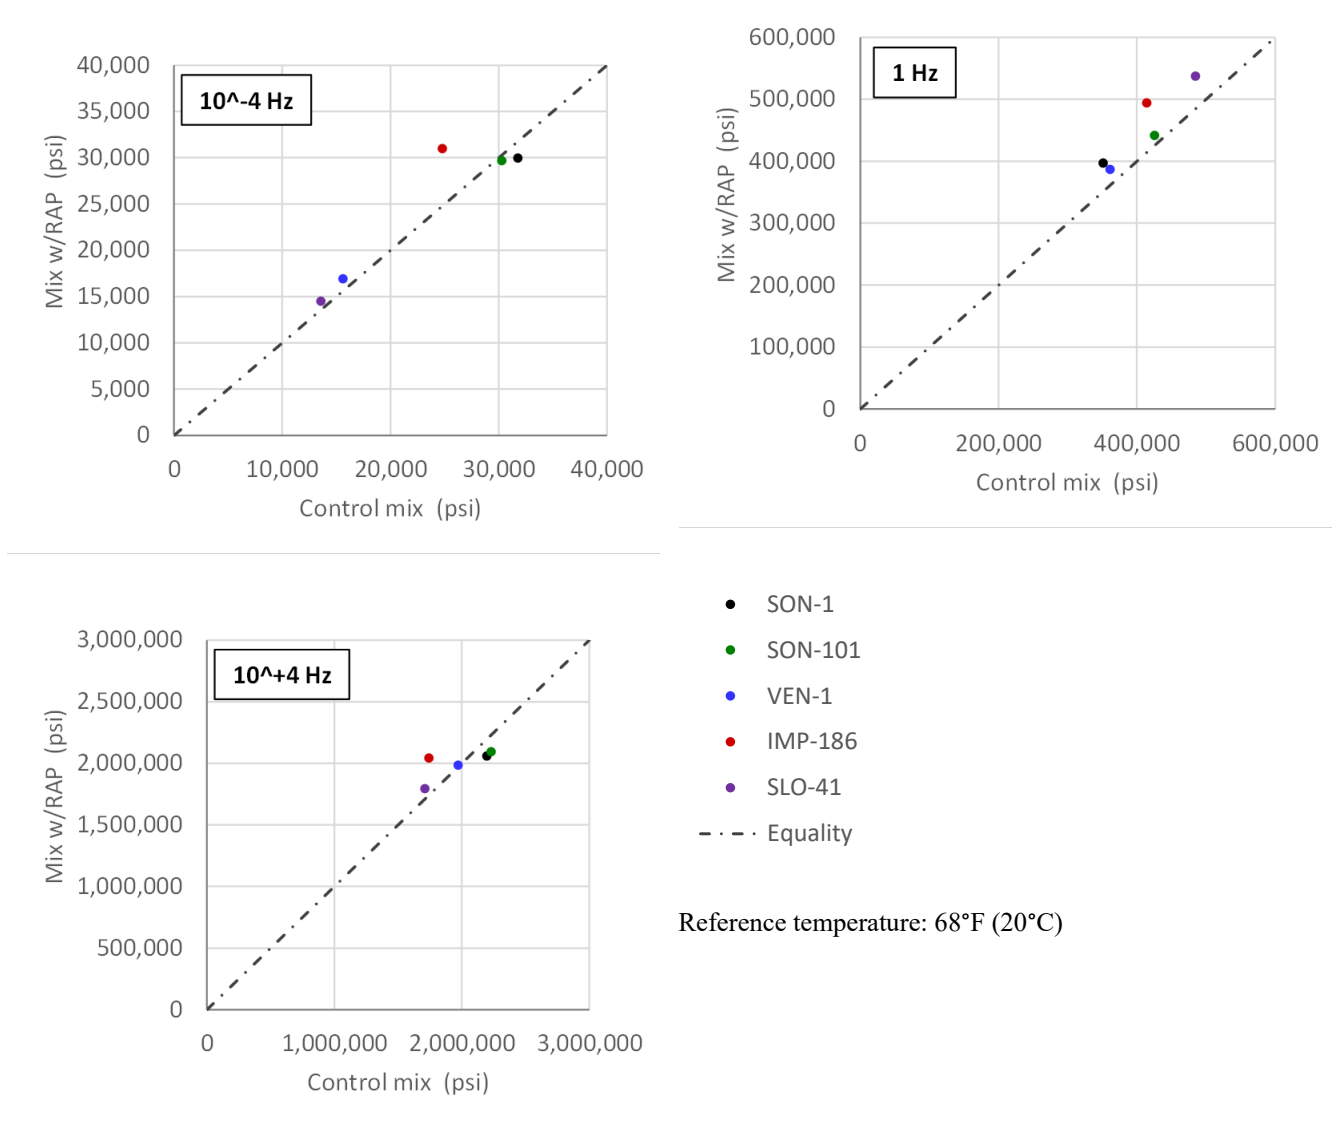 10^-4 Hz
Mix w/RAP (psi)
40,000
35,000
30,000
25,000
20,000
15,000
10,000
5,000
0
0 10,000 20,000 30,000 40,000
Control mix (psi)
1 Hz
Mix w/RAP (psi)
600,000
500,000
400,000
300,000
200,000
100,000
0
0 200,000 400,000 600,000
Control mix (psi)
10^+4 Hz
Mix w/RAP (psi)
3,000,000
2,500,000
2,000,000
1,500,000
1,000,000
500,000
0
0 1,000,000 2,000,000 3,000,000
Control mix (psi)
SON-1
SON-101
VEN-1
IMP-186
SLO-41
Equality
Reference temperature: 68°F (20°C)